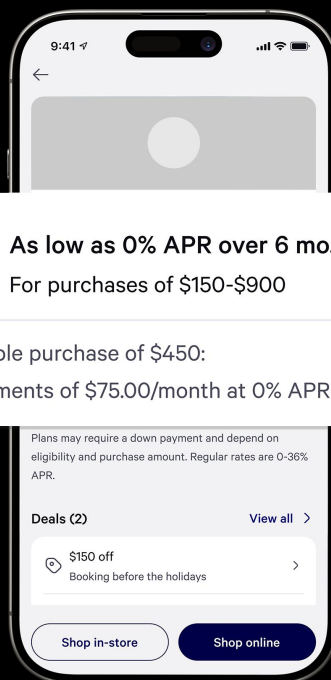 9:41
As low as 0% APR over 6 mo.
For purchases of $150-$900
ple purchase of $450:
ments of $75.00/month at 0% APR
Plans may require a down payment and depend on
eligibility and purchase amount. Regular rates are 0-36%
APR.
Deals (2) View all
$150 off
Booking before the holidays
Shop in-store Shop online